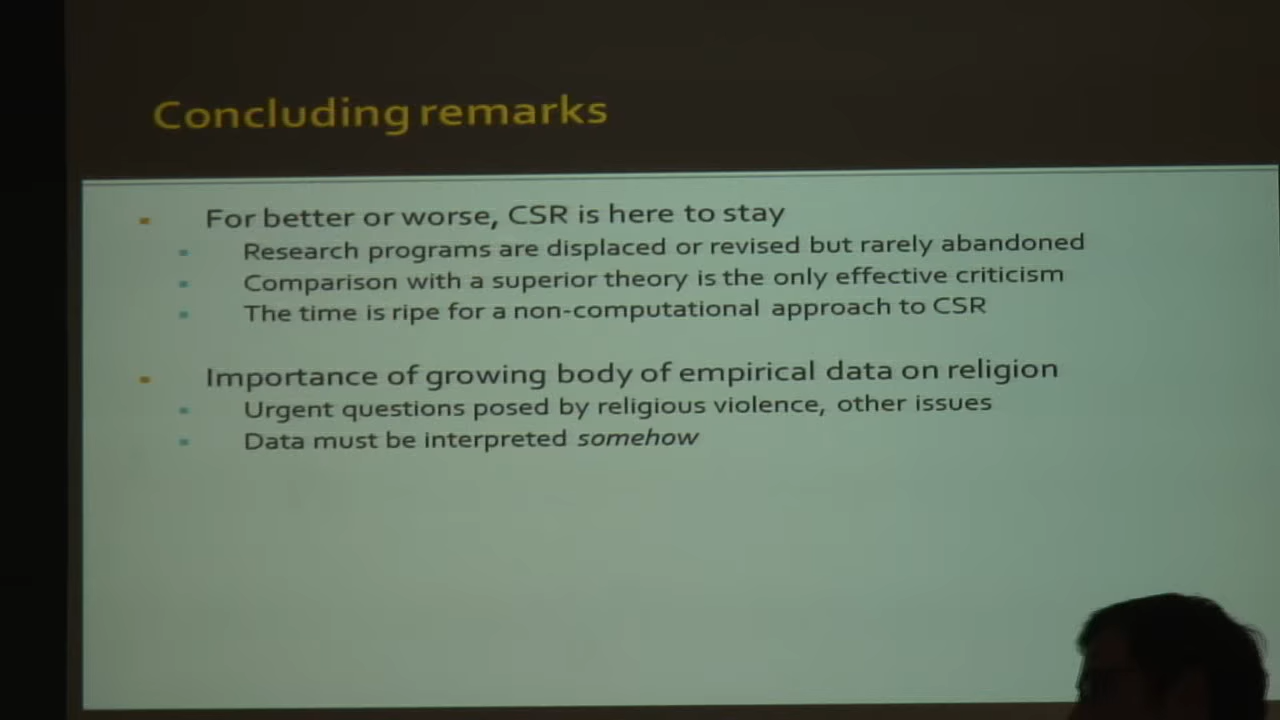 Concluding remarks
For better or worse, CSR is here to stay
Research programs are displaced or revised but rarely abandoned
Comparison with a superior theory is the only effective criticism
The time is ripe for a non-computational approach to CSR
Importance of growing body of empirical data on religion
Urgent questions posed by religious violence, other issues
Data must be interpreted somehow